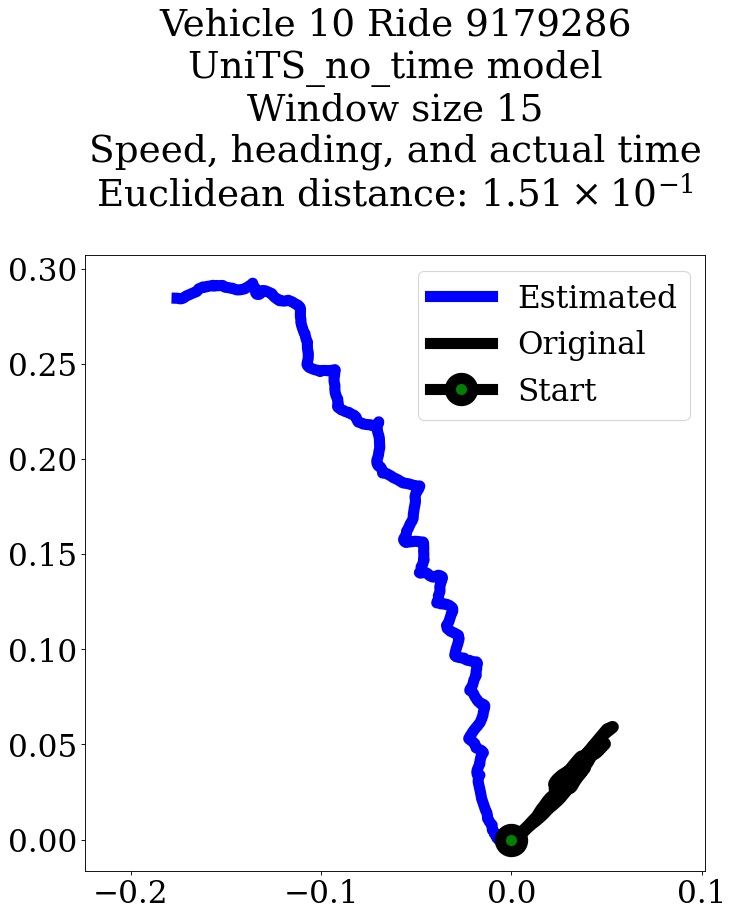 Vehicle 10 Ride 9179286
UniTS_no_time model
Window size 15
Speed, heading, and actual time
Euclidean distance: 1.51 × 10⁻¹
0.30
0.25
0.20
0.15
0.10
0.05
0.00
Estimated
Original
Start
−0.2
−0.1
0.0
0.1